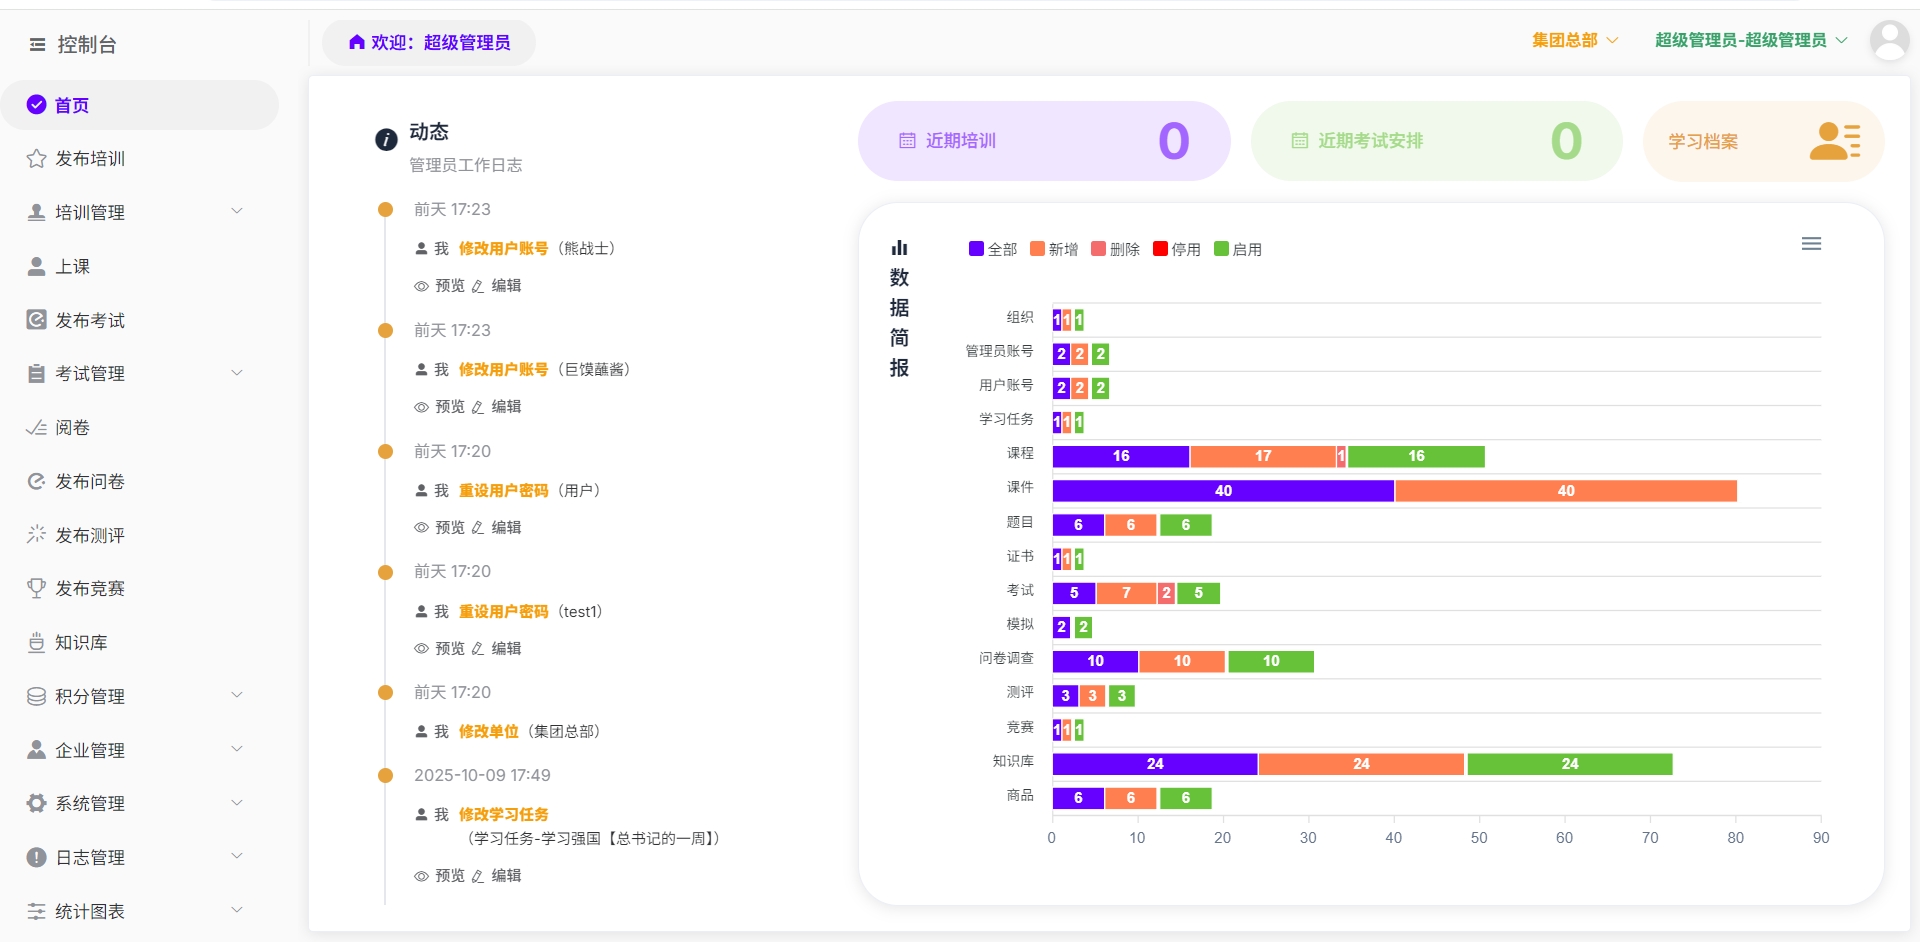 控制台
首页
发布培训
培训管理
上课
发布考试
考试管理
阅卷
发布问卷
发布测评
发布竞赛
知识库
积分管理
企业管理
系统管理
日志管理
统计图表
欢迎：超级管理员
集团总部
超级管理员-超级管理员
动态
管理员工作日志
前天 17:23
我 修改用户账号（熊战士）
预览 编辑
前天 17:23
我 修改用户账号（巨馍蘸酱）
预览 编辑
前天 17:20
我 重设用户密码（用户）
预览 编辑
前天 17:20
我 重设用户密码（test1）
预览 编辑
前天 17:20
我 修改单位（集团总部）
2025-10-09 17:49
我 修改学习任务
（学习任务-学习强国【总书记的一周】）
预览 编辑
近期培训 0
近期考试安排 0
学习档案
数据简报
全部 新增 删除 停用 启用
组织 1 1 1
管理员账号 2 2 2
用户账号 2 2 2
学习任务 1 1 1
课程 16 17 1 16
课件 40 40
题目 6 6 6
证书 1 1 1
考试 5 7 2 5
模拟 2 2
问卷调查 10 10 10
测评 3 3 3
竞赛 1 1 1
知识库 24 24 24
商品 6 6 6
0 10 20 30 40 50 60 70 80 90